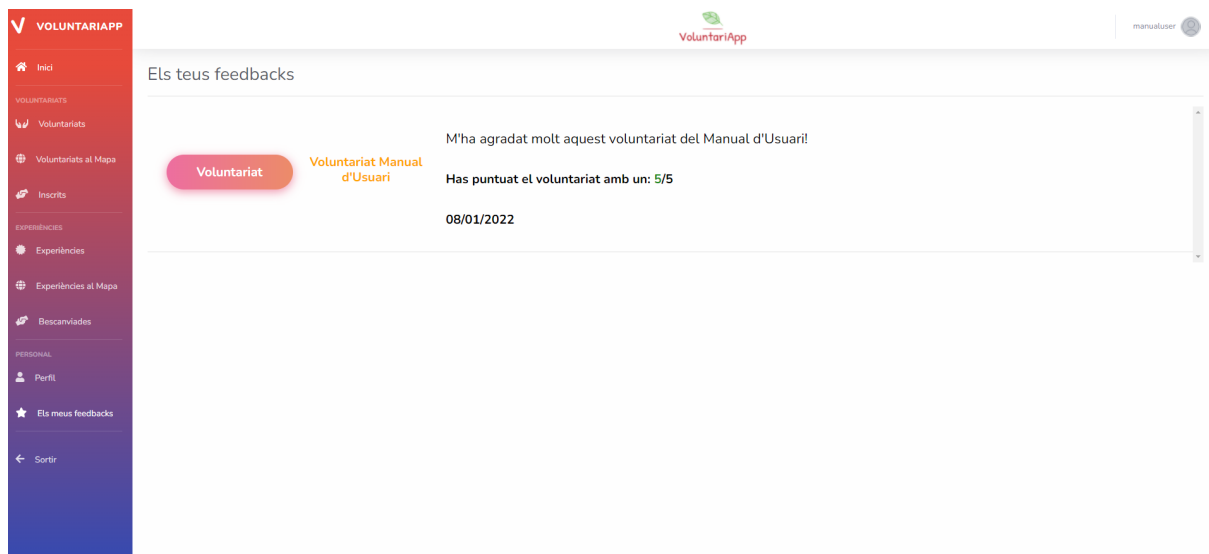 VOLUNTARIAPP
VoluntariApp
manualuser
Inici
VOLUNTARIATS
Voluntariats
Voluntariats al Mapa
Inscrits
EXPERIÈNCIES
Experiències
Experiències al Mapa
Bescanviades
PERSONAL
Perfil
Els meus feedbacks
Sortir
Els teus feedbacks
Voluntariat
Voluntariat Manual
d'Usuari
M'ha agradat molt aquest voluntariat del Manual d'Usuari!
Has puntuat el voluntariat amb un: 5/5
08/01/2022